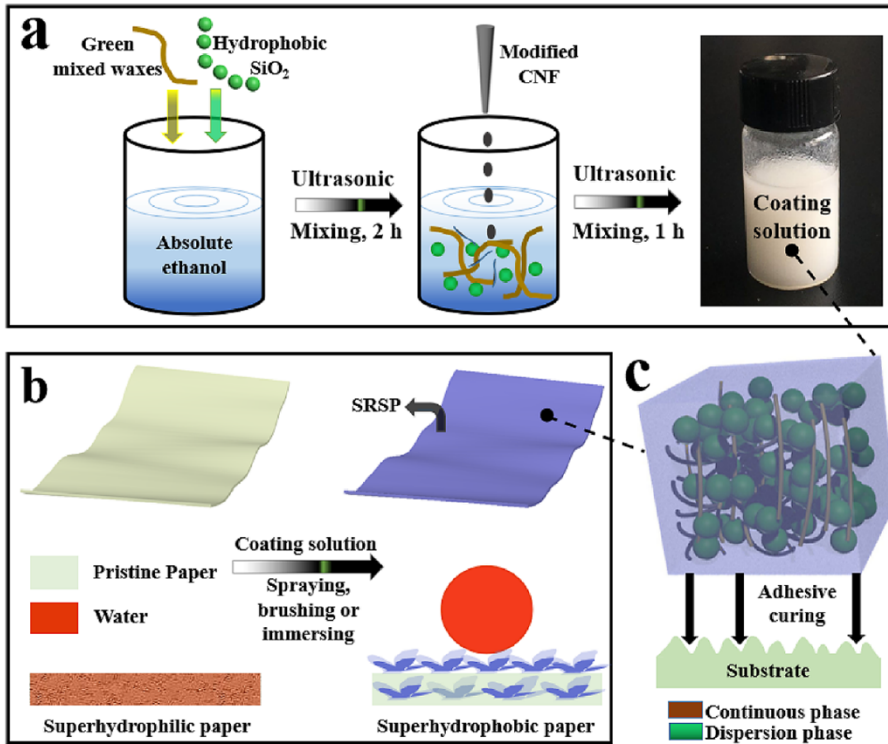 a
Green
mixed waxes
Hydrophobic
SiO2
Absolute
ethanol
Ultrasonic
Mixing, 2 h
Modified
CNF
Ultrasonic
Mixing, 1 h
Coating
solution
b
SRSP
Pristine Paper
Water
Coating solution
Spraying,
brushing or
immersing
Superhydrophilic paper
Superhydrophobic paper
c
Adhesive
curing
Substrate
Continuous phase
Dispersion phase